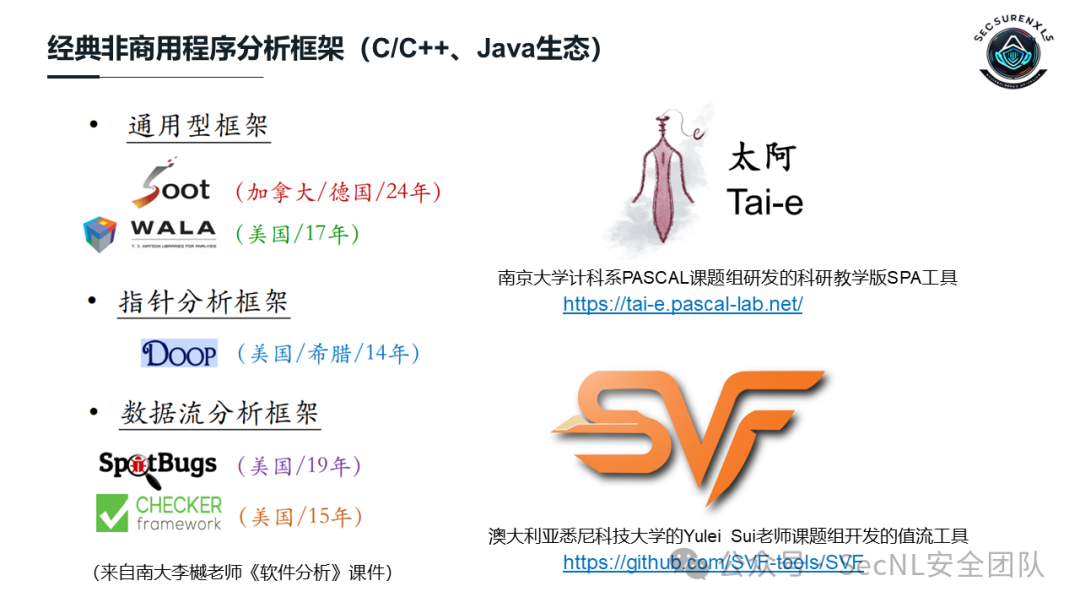 经典非商用程序分析框架（C/C++、Java生态）
SECSURENXLS
• 通用型框架
Soot （加拿大/德国/24年）
WALA （美国/17年）
T. J. WATSON LIBRARIES FOR ANALYSIS
• 指针分析框架
DOOP （美国/希腊/14年）
• 数据流分析框架
SpotBugs （美国/19年）
CHECKER framework （美国/15年）
（来自南大李樾老师《软件分析》课件）
太阿
Tai-e
南京大学计科系PASCAL课题组研发的科研教学版SPA工具
https://tai-e.pascal-lab.net/
SVF
澳大利亚悉尼科技大学的Yulei Sui老师课题组开发的值流工具
https://github.com/SVF-tools/SVF
公众号 · SecNL安全团队